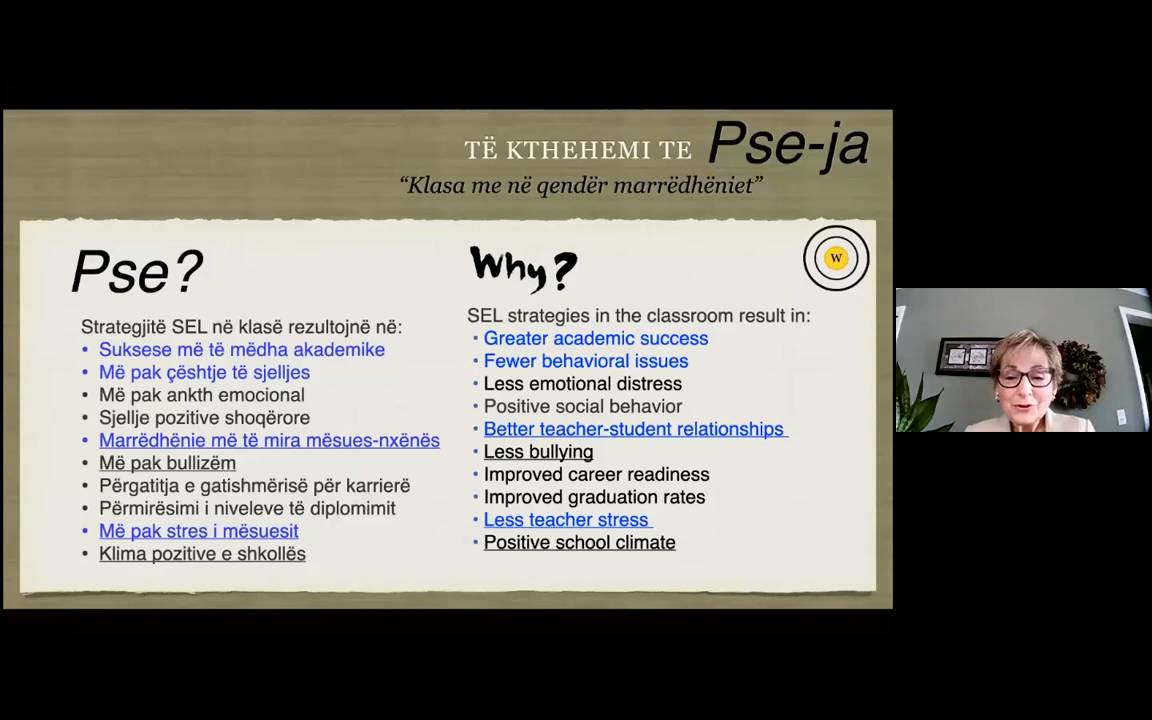 TË KTHEHEMI TE Pse-ja
“Klasa me në qendër marrëdhëniet”
Pse?
Strategjitë SEL në klasë rezultojnë në:
• Suksese më të mëdha akademike
• Më pak çështje të sjelljes
• Më pak ankth emocional
• Sjellje pozitive shoqërore
• Marrëdhënie më të mira mësues-nxënës
• Më pak bullizëm
• Përgatitja e gatishmërisë për karrierë
• Përmirësimi i niveleve të diplomimit
• Më pak stres i mësuesit
• Klima pozitive e shkollës
Why?
SEL strategies in the classroom result in:
• Greater academic success
• Fewer behavioral issues
• Less emotional distress
• Positive social behavior
• Better teacher-student relationships
• Less bullying
• Improved career readiness
• Improved graduation rates
• Less teacher stress
• Positive school climate
W